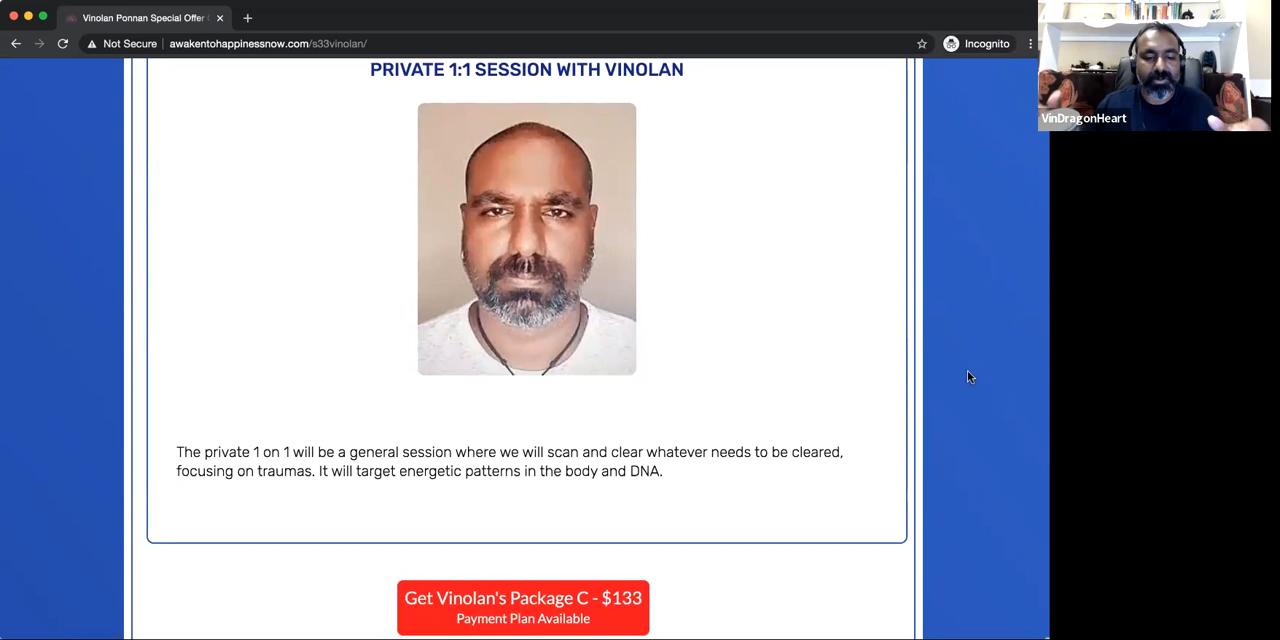 Vinolan Ponnan Special Offer
Not Secure
awakentohappinessnow.com/s33vinolan/
Incognito
VinDragonHeart
PRIVATE 1:1 SESSION WITH VINOLAN
The private 1 on 1 will be a general session where we will scan and clear whatever needs to be cleared,
focusing on traumas. It will target energetic patterns in the body and DNA.
Get Vinolan's Package C - $133
Payment Plan Available